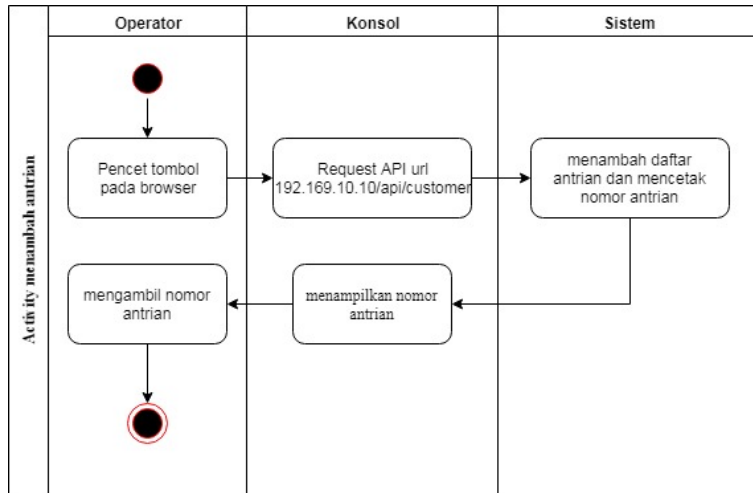 Operator
Konsol
Sistem
Activity menambah antrian
Pencet tombol
pada browser
Request API url
192.169.10.10/api/customer
menambah daftar
antrian dan mencetak
nomor antrian
mengambil nomor
antrian
menampilkan nomor
antrian